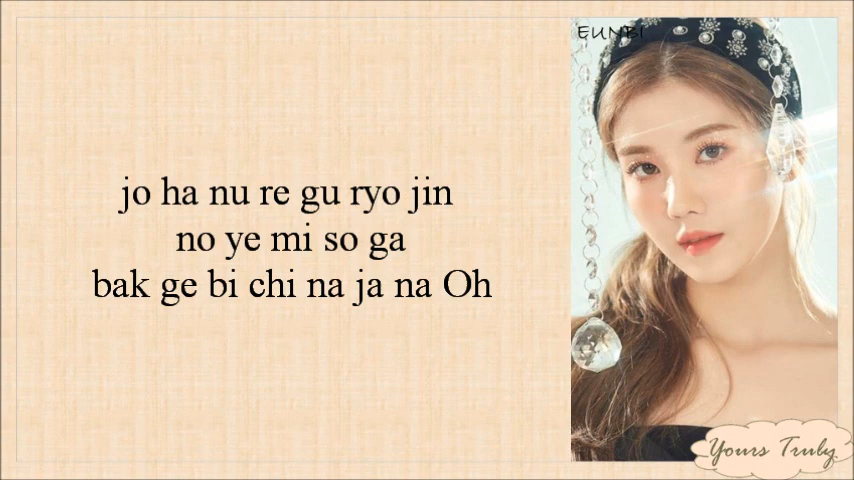 EUNBI
jo ha nu re gu ryo jin
no ye mi so ga
bak ge bi chi na ja na Oh
Yours Truly